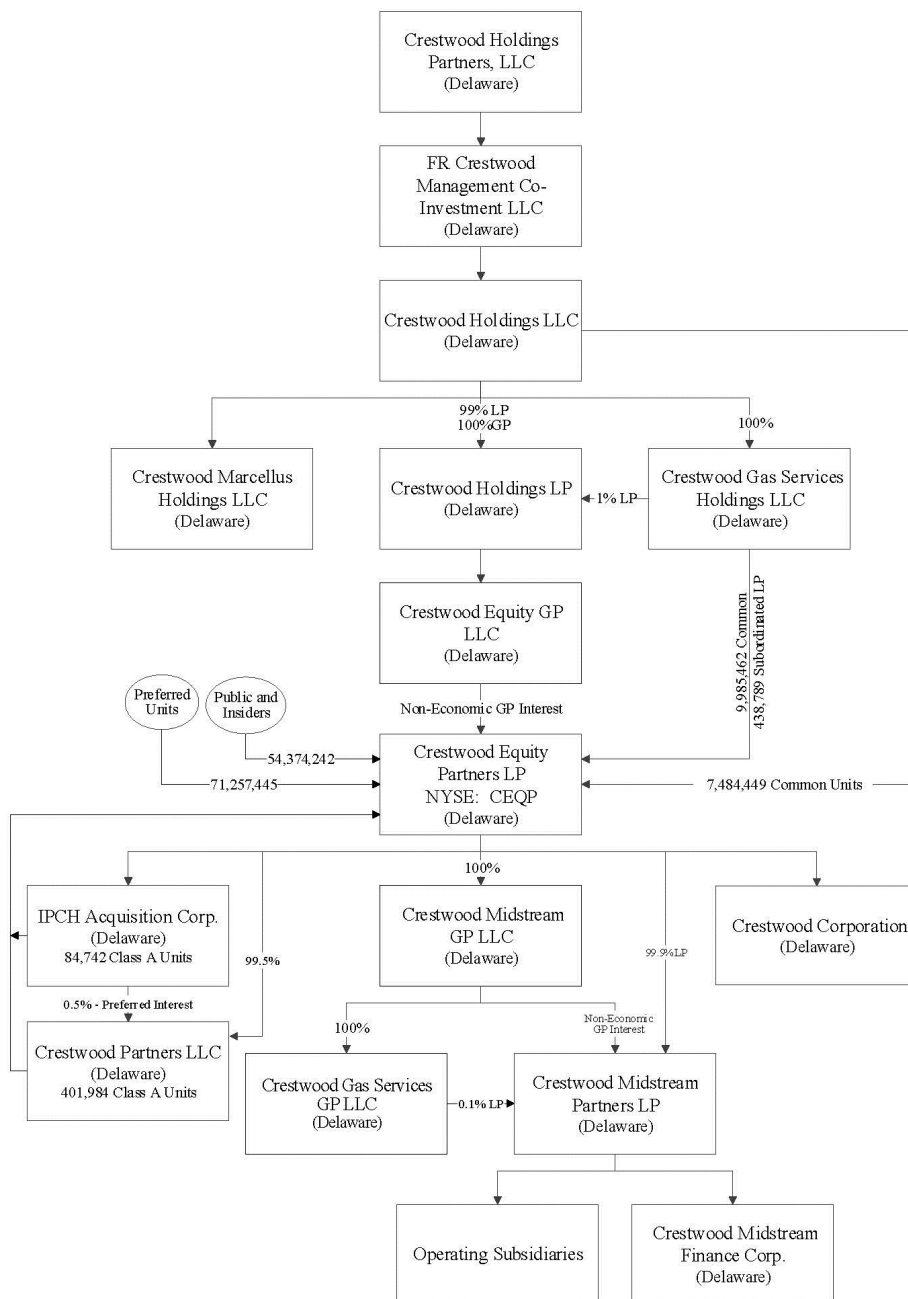 Crestwood Holdings
Partners, LLC
(Delaware)
FR Crestwood
Management Co-
Investment LLC
(Delaware)
Crestwood Holdings LLC
(Delaware)
99% LP
100%GP
100%
Crestwood Marcellus
Holdings LLC
(Delaware)
Crestwood Holdings LP
(Delaware)
1% LP
Crestwood Gas Services
Holdings LLC
(Delaware)
Crestwood Equity GP
LLC
(Delaware)
9,985,462 Common
438,789 Subordinated LP
Preferred
Units
Public and
Insiders
Non-Economic GP Interest
54,374,242
71,257,445
Crestwood Equity
Partners LP
NYSE: CEQP
(Delaware)
7,484,449 Common Units
100%
IPCH Acquisition Corp.
(Delaware)
84,742 Class A Units
99.5%
Crestwood Midstream
GP LLC
(Delaware)
99.9%LP
Crestwood Corporation
(Delaware)
0.5% - Preferred Interest
Crestwood Partners LLC
(Delaware)
401,984 Class A Units
100%
Non-Economic
GP Interest
Crestwood Gas Services
GP LLC
(Delaware)
0.1% LP
Crestwood Midstream
Partners LP
(Delaware)
Operating Subsidiaries
Crestwood Midstream
Finance Corp.
(Delaware)